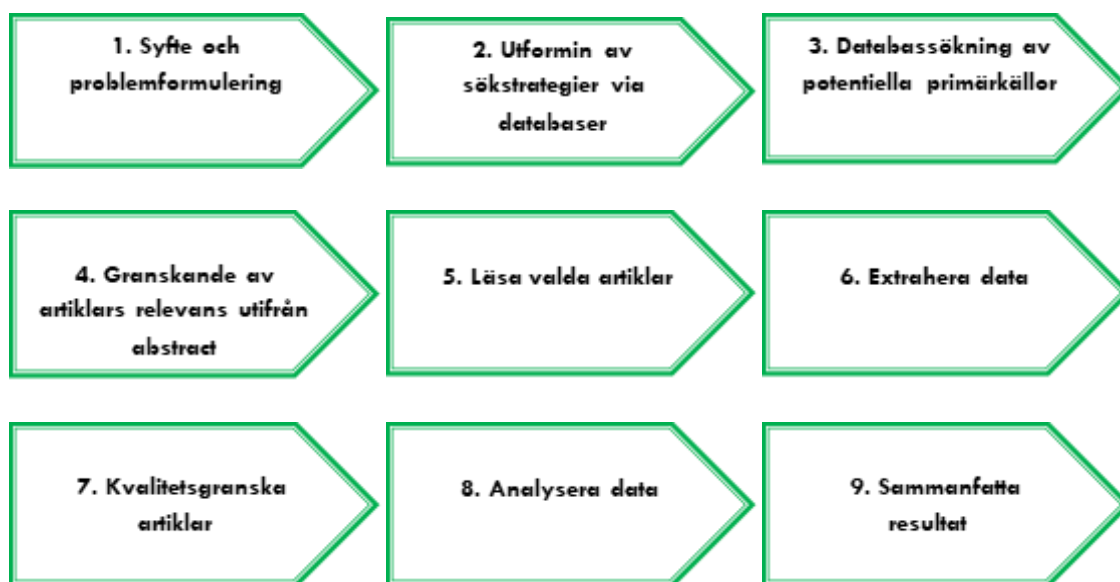 1. Syfte och
problemformulering
2. Utformin av
sökstrategier via
databaser
3. Databassökning av
potentiella primärkällor
4. Granskande av
artiklars relevans utifrån
abstract
5. Läsa valda artiklar
6. Extrahera data
7. Kvalitetsgranska
artiklar
8. Analysera data
9. Sammanfatta
resultat